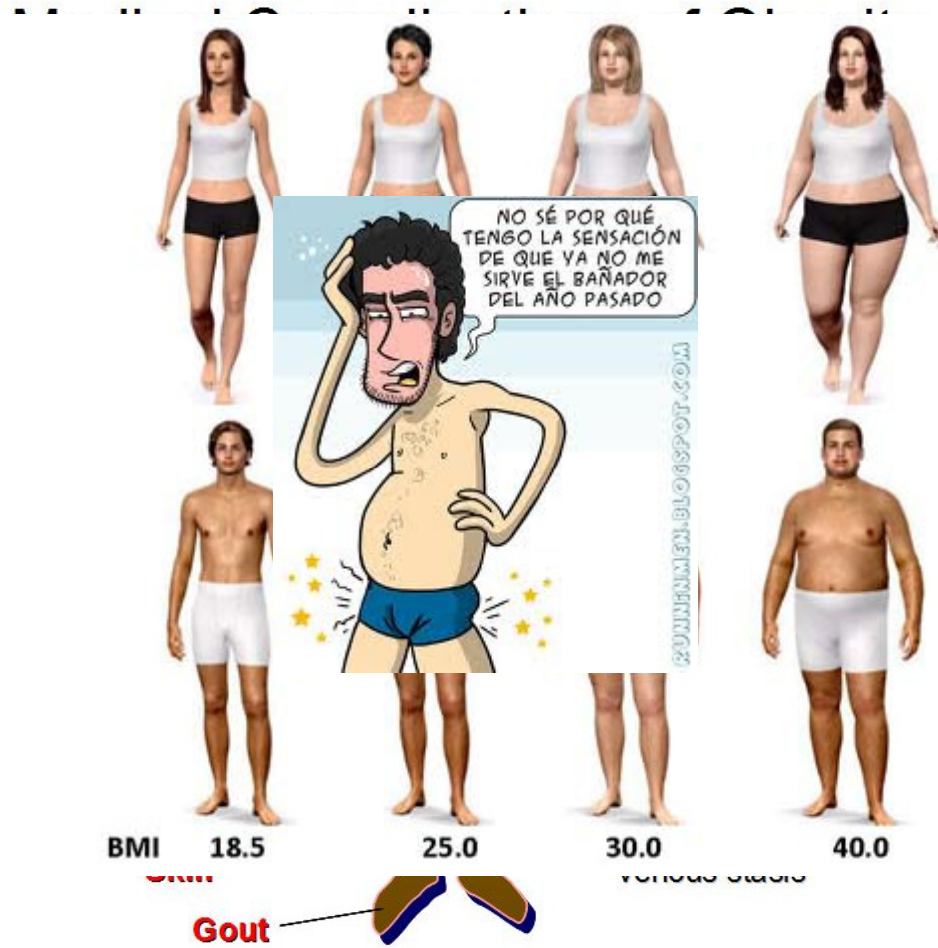 NO SÉ POR QUÉ
TENGO LA SENSACIÓN
DE QUE YA NO ME
SIRVE EL BAÑADOR
DEL AÑO PASADO
RUNNINMEN.BLOGSPOT.COM
BMI 18.5 25.0 30.0 40.0
Gout